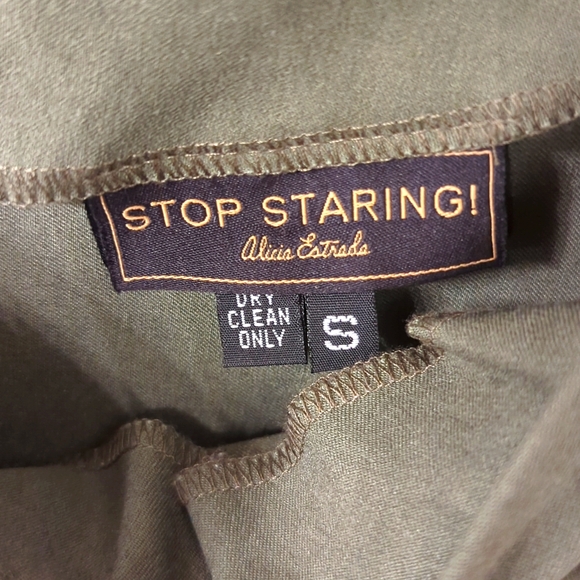 STOP STARING!
Alicia Estrada
DRY
CLEAN
ONLY
S